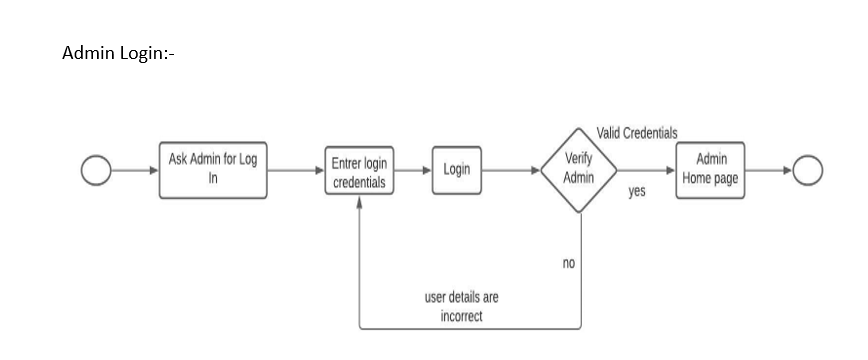 Admin Login:-
Ask Admin for Log
In
Entrer login
credentials
Login
Verify
Admin
Valid Credentials
yes
Admin
Home page
no
user details are
incorrect